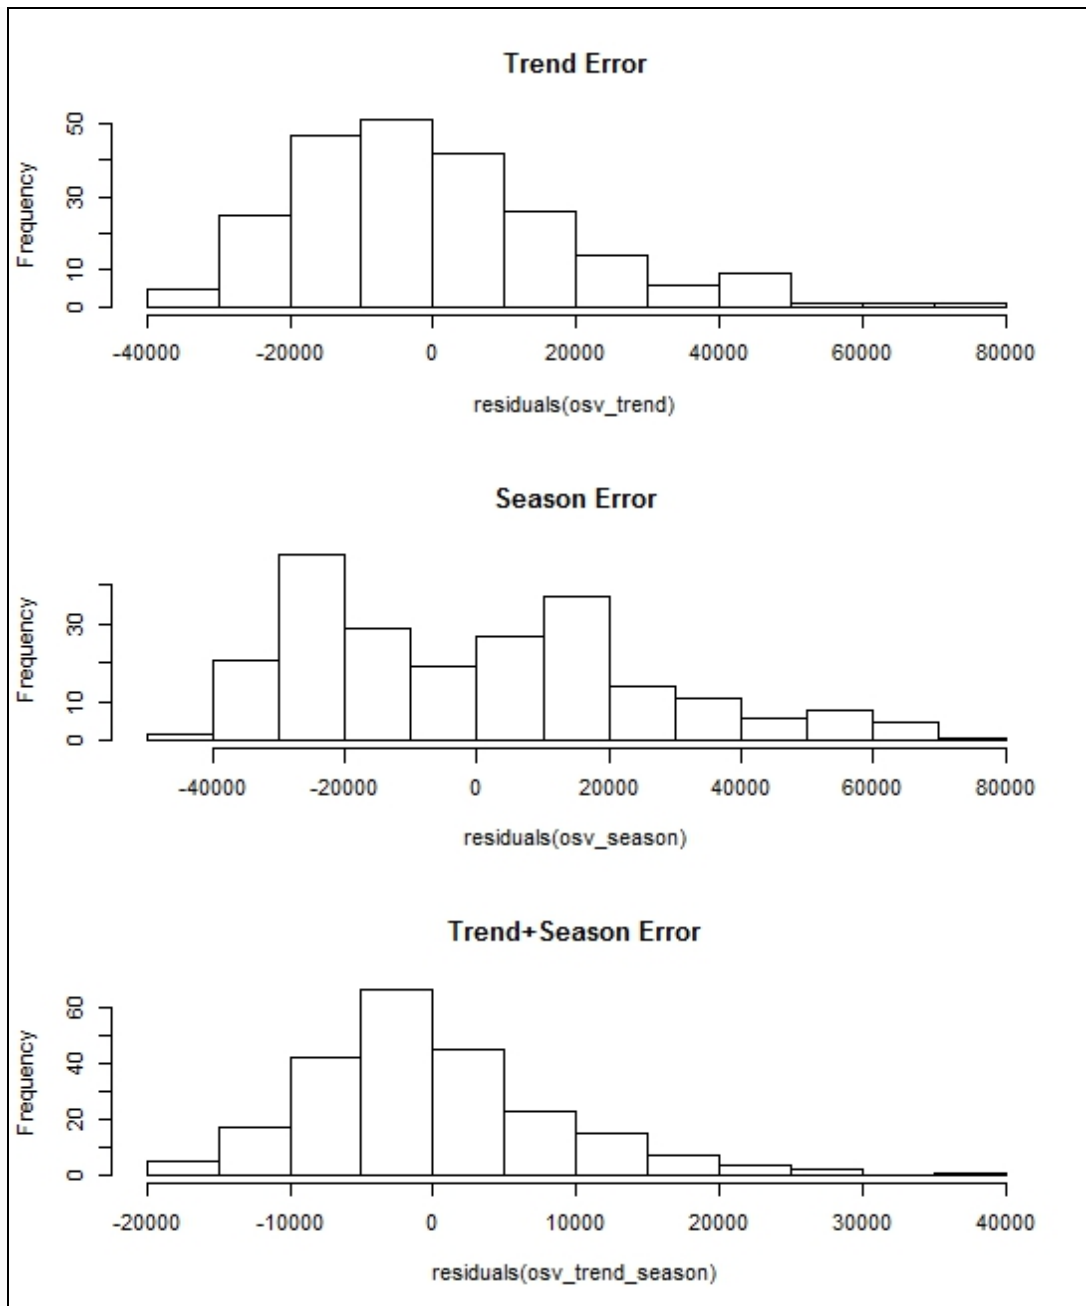 Trend Error
Frequency
50
30
10
0
-40000 -20000 0 20000 40000 60000 80000
residuals(osv_trend)
Season Error
Frequency
30
10
0
-40000 -20000 0 20000 40000 60000 80000
residuals(osv_season)
Trend+Season Error
Frequency
60
40
20
0
-20000 -10000 0 10000 20000 30000 40000
residuals(osv_trend_season)